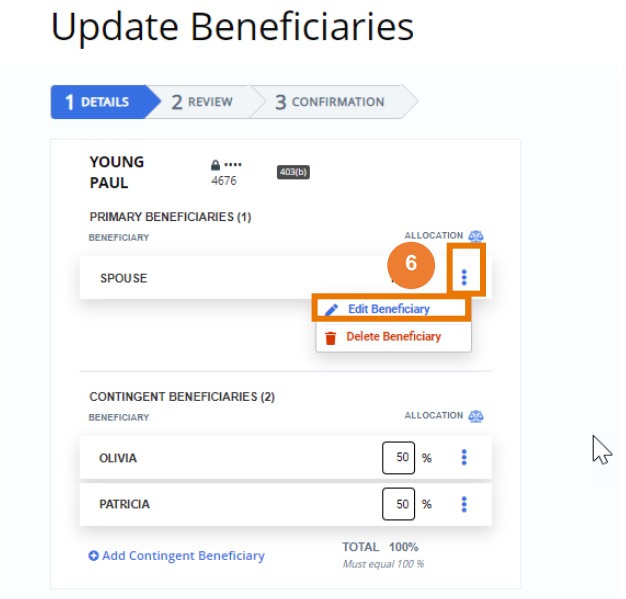 Update Beneficiaries
1 DETAILS 2 REVIEW 3 CONFIRMATION
YOUNG PAUL •••• 4676 403(b)
PRIMARY BENEFICIARIES (1)
BENEFICIARY ALLOCATION
SPOUSE 6
Edit Beneficiary
Delete Beneficiary
CONTINGENT BENEFICIARIES (2)
BENEFICIARY ALLOCATION
OLIVIA 50 %
PATRICIA 50 %
Add Contingent Beneficiary TOTAL 100%
Must equal 100 %